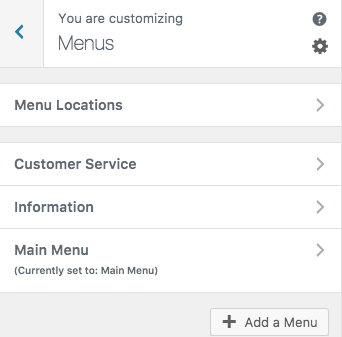 You are customizing
Menus
Menu Locations
Customer Service
Information
Main Menu
(Currently set to: Main Menu)
Add a Menu